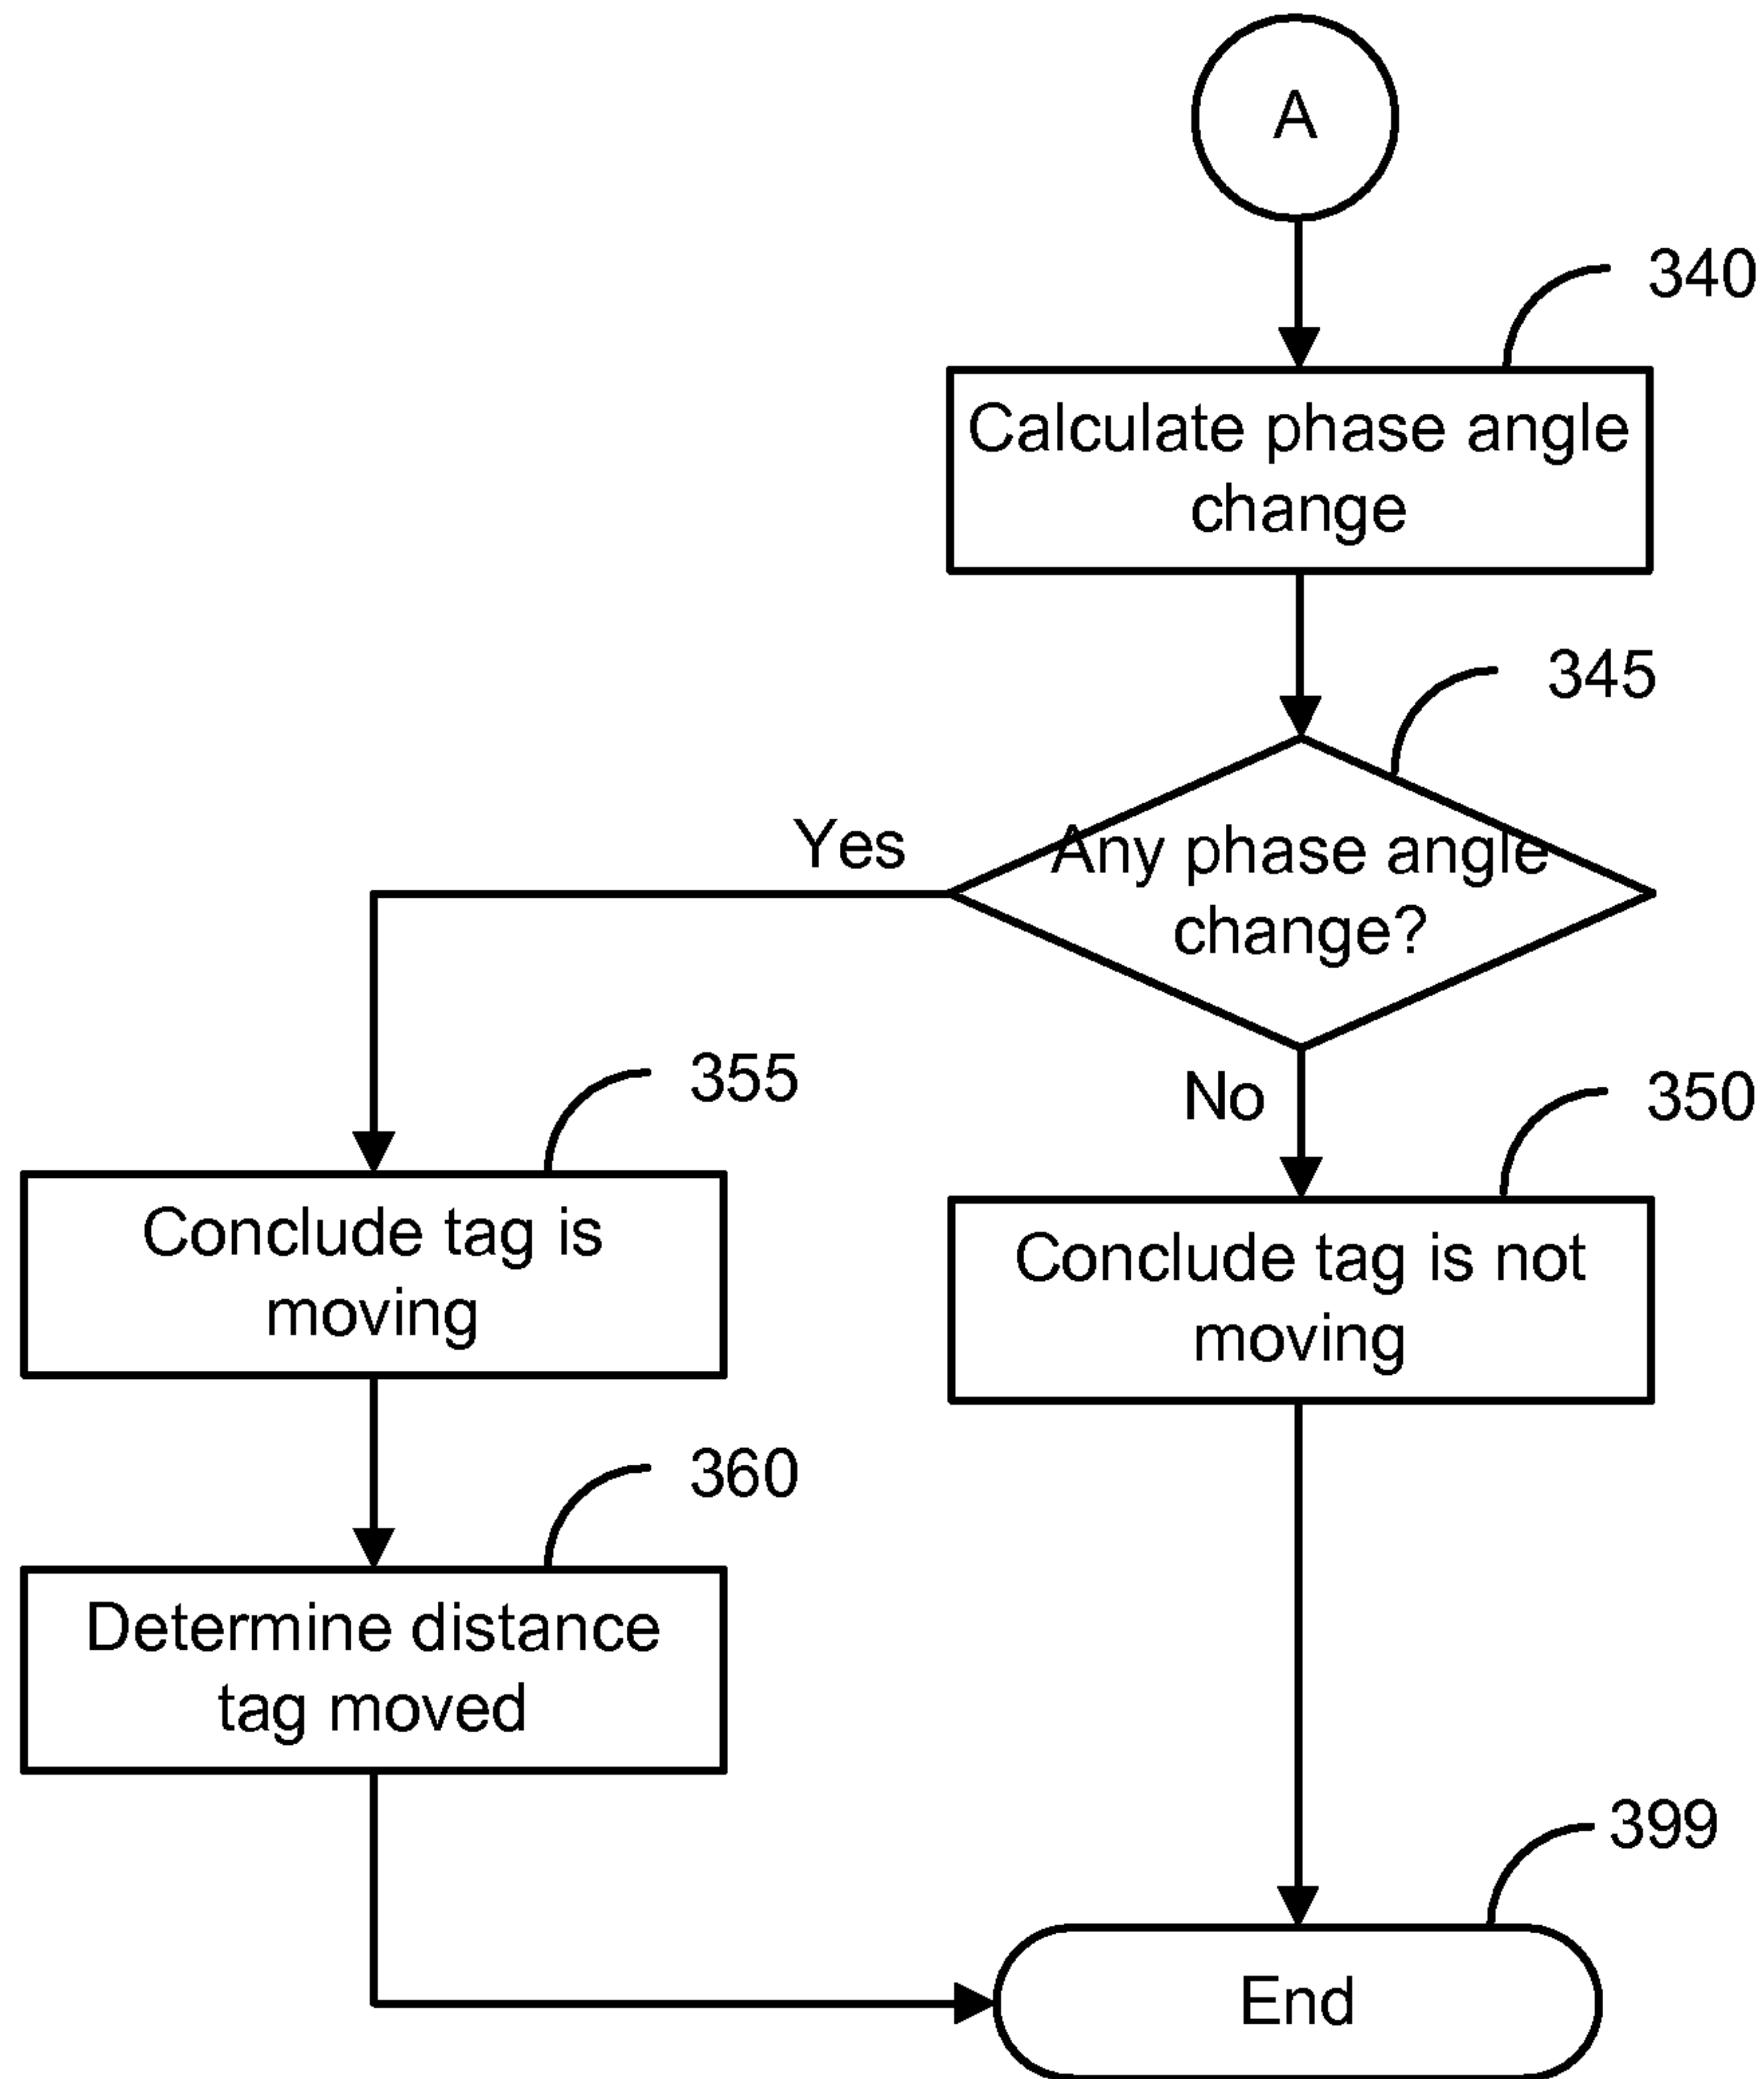 A
340
Calculate phase angle
change
345
Any phase angle
change?
Yes
No
355
Conclude tag is
moving
350
Conclude tag is not
moving
360
Determine distance
tag moved
399
End